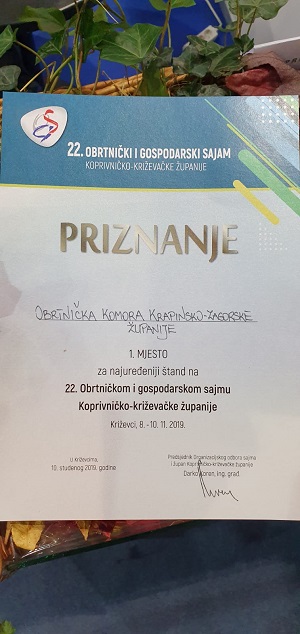 22. OBRTNIČKI I GOSPODARSKI SAJAM
KOPRIVNIČKO-KRIŽEVAČKE ŽUPANIJE
PRIZNANJE
OBRTNIČKA KOMORA KRAPINSKO-ZAGORSKE
ŽUPANIJE
1. MJESTO
za najuređeniji štand na
22. Obrtničkom i gospodarskom sajmu
Koprivničko-križevačke županije
Križevci, 8. -10. 11. 2019.
U Križevcima,
10. studenog 2019. godine
Predsjednik Organizacijskog odbora sajma
i župan Koprivničko-križevačke županije
Darko Koren, ing. građ.